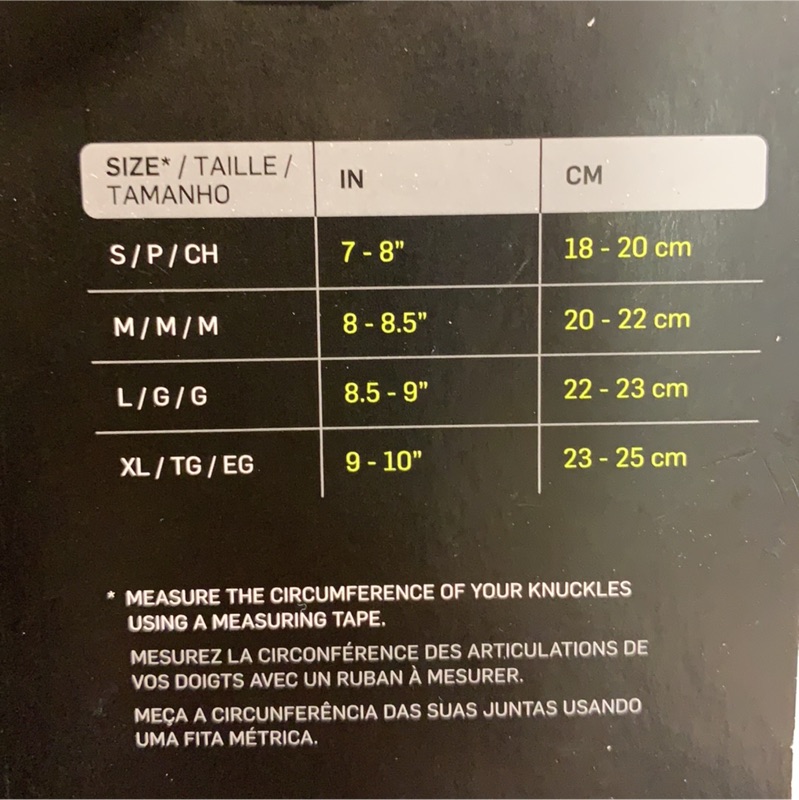 SIZE* / TAILLE /
TAMANHO
IN
CM
S / P / CH
7 - 8"
18 - 20 cm
M / M / M
8 - 8.5"
20 - 22 cm
L / G / G
8.5 - 9"
22 - 23 cm
XL / TG / EG
9 - 10"
23 - 25 cm
* MEASURE THE CIRCUMFERENCE OF YOUR KNUCKLES
USING A MEASURING TAPE.
MESUREZ LA CIRCONFÉRENCE DES ARTICULATIONS DE
VOS DOIGTS AVEC UN RUBAN À MESURER.
MEÇA A CIRCUNFERÊNCIA DAS SUAS JUNTAS USANDO
UMA FITA MÉTRICA.